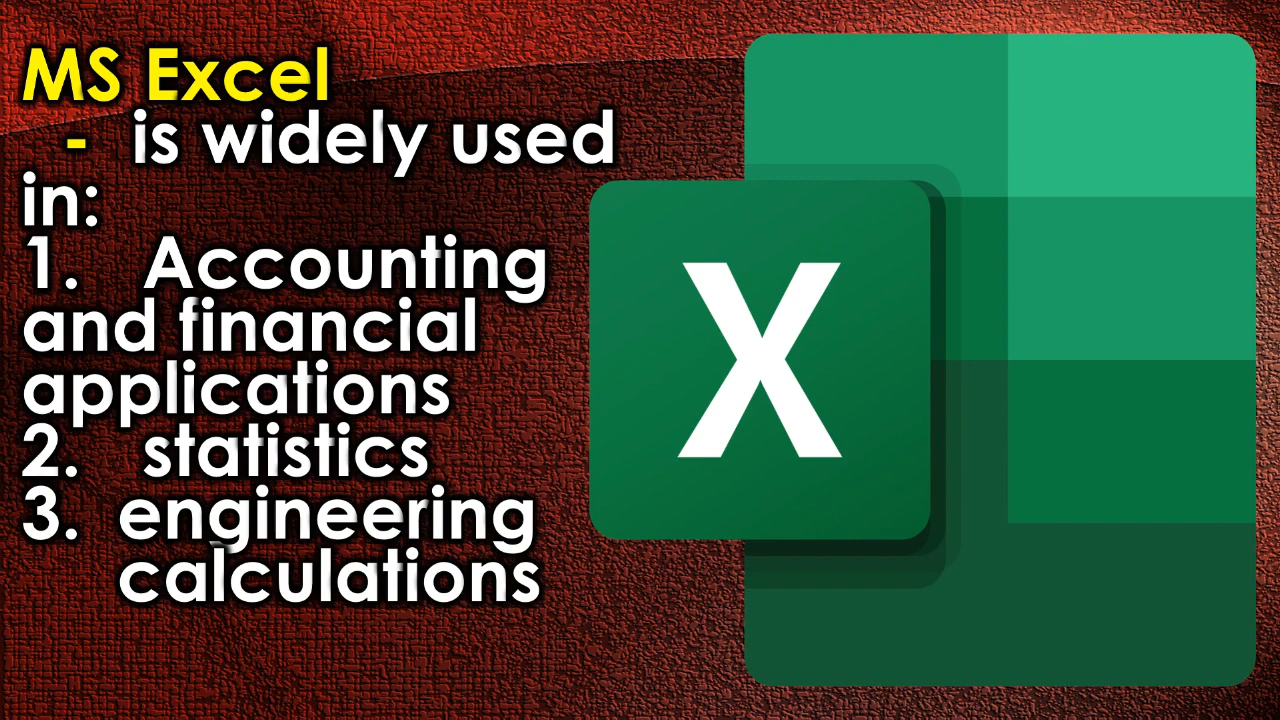 MS Excel
- is widely used
in:
1. Accounting
and financial
applications
2. statistics
3. engineering
calculations
X